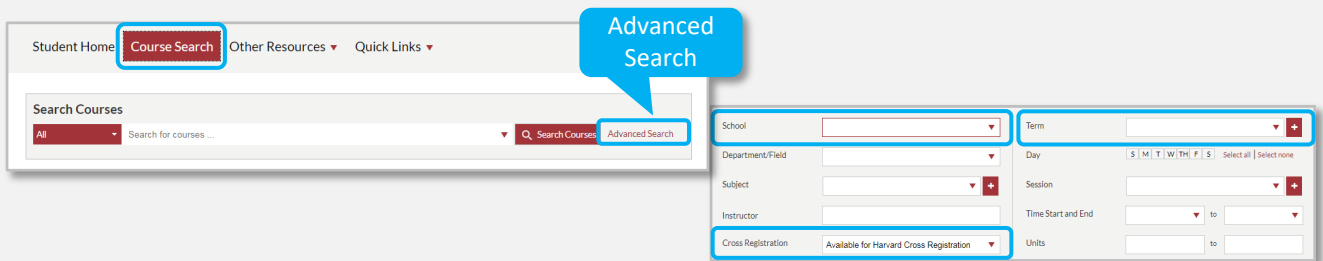 Student Home Course Search Other Resources Quick Links
Advanced
Search
Search Courses
All Search for courses ... Search Courses Advanced Search
School Term +
Department/Field Day S M T W TH F S Select all | Select none
Subject + Session +
Instructor Time Start and End to
Cross Registration Available for Harvard Cross Registration Units to